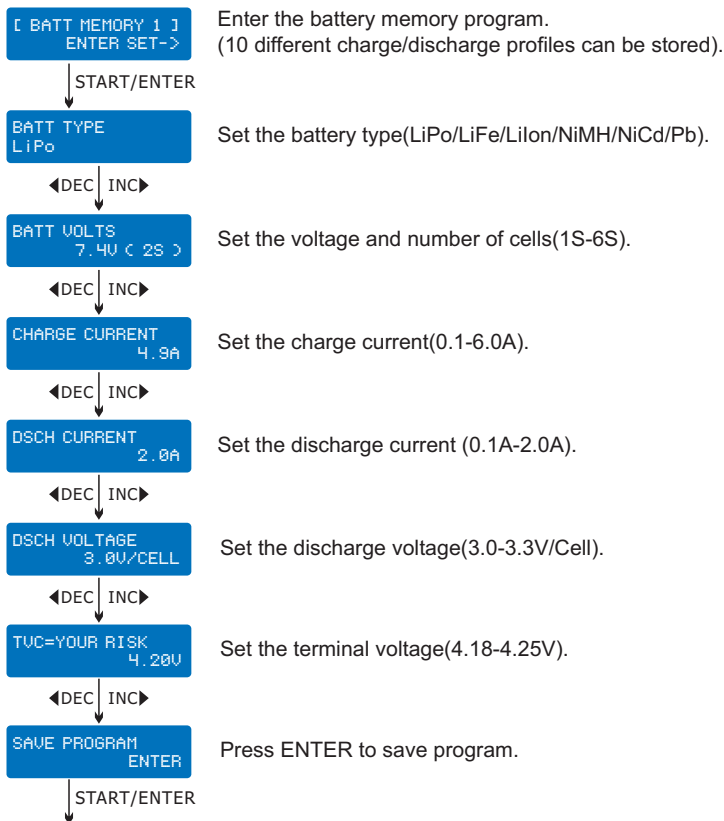 [ BATT MEMORY 1 ]
ENTER SET->
Enter the battery memory program.
(10 different charge/discharge profiles can be stored).
START/ENTER
BATT TYPE
LiPo
Set the battery type(LiPo/LiFe/LiIon/NiMH/NiCd/Pb).
◀DEC INC▶
BATT VOLTS
7.4V ( 2S )
Set the voltage and number of cells(1S-6S).
◀DEC INC▶
CHARGE CURRENT
4.9A
Set the charge current(0.1-6.0A).
◀DEC INC▶
DSCH CURRENT
2.0A
Set the discharge current (0.1A-2.0A).
◀DEC INC▶
DSCH VOLTAGE
3.0V/CELL
Set the discharge voltage(3.0-3.3V/Cell).
◀DEC INC▶
TVC=YOUR RISK
4.20V
Set the terminal voltage(4.18-4.25V).
◀DEC INC▶
SAVE PROGRAM
ENTER
Press ENTER to save program.
START/ENTER